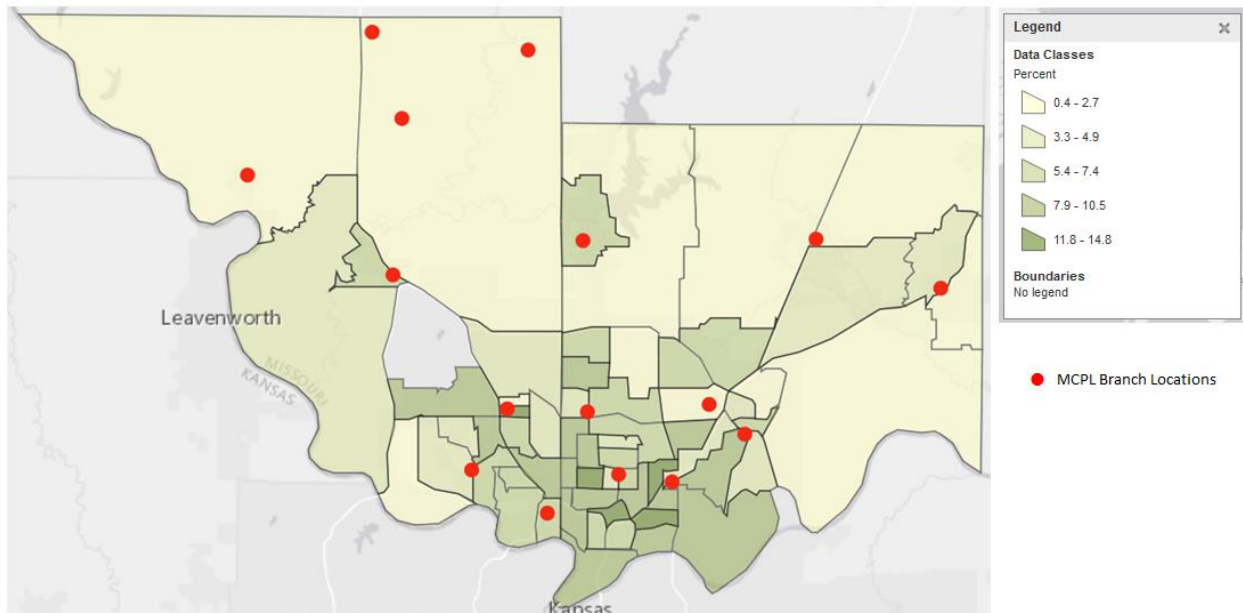 Leavenworth
MISSOURI
KANSAS
Kansas
Legend
Data Classes
Percent
0.4 - 2.7
3.3 - 4.9
5.4 - 7.4
7.9 - 10.5
11.8 - 14.8
Boundaries
No legend
MCPL Branch Locations